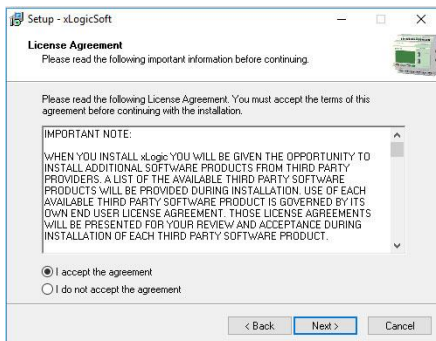 Setup - xLogicSoft
License Agreement
Please read the following important information before continuing.
Please read the following License Agreement. You must accept the terms of this
agreement before continuing with the installation.
IMPORTANT NOTE:
WHEN YOU INSTALL xLogic YOU WILL BE GIVEN THE OPPORTUNITY TO
INSTALL ADDITIONAL SOFTWARE PRODUCTS FROM THIRD PARTY
PROVIDERS. A LIST OF THE AVAILABLE THIRD PARTY SOFTWARE
PRODUCTS WILL BE PROVIDED DURING INSTALLATION. USE OF EACH
AVAILABLE THIRD PARTY SOFTWARE PRODUCT IS GOVERNED BY ITS
OWN END USER LICENSE AGREEMENT. THOSE LICENSE AGREEMENTS
WILL BE PRESENTED FOR YOUR REVIEW AND ACCEPTANCE DURING
INSTALLATION OF EACH THIRD PARTY SOFTWARE PRODUCT.
I accept the agreement
I do not accept the agreement
< Back
Next >
Cancel